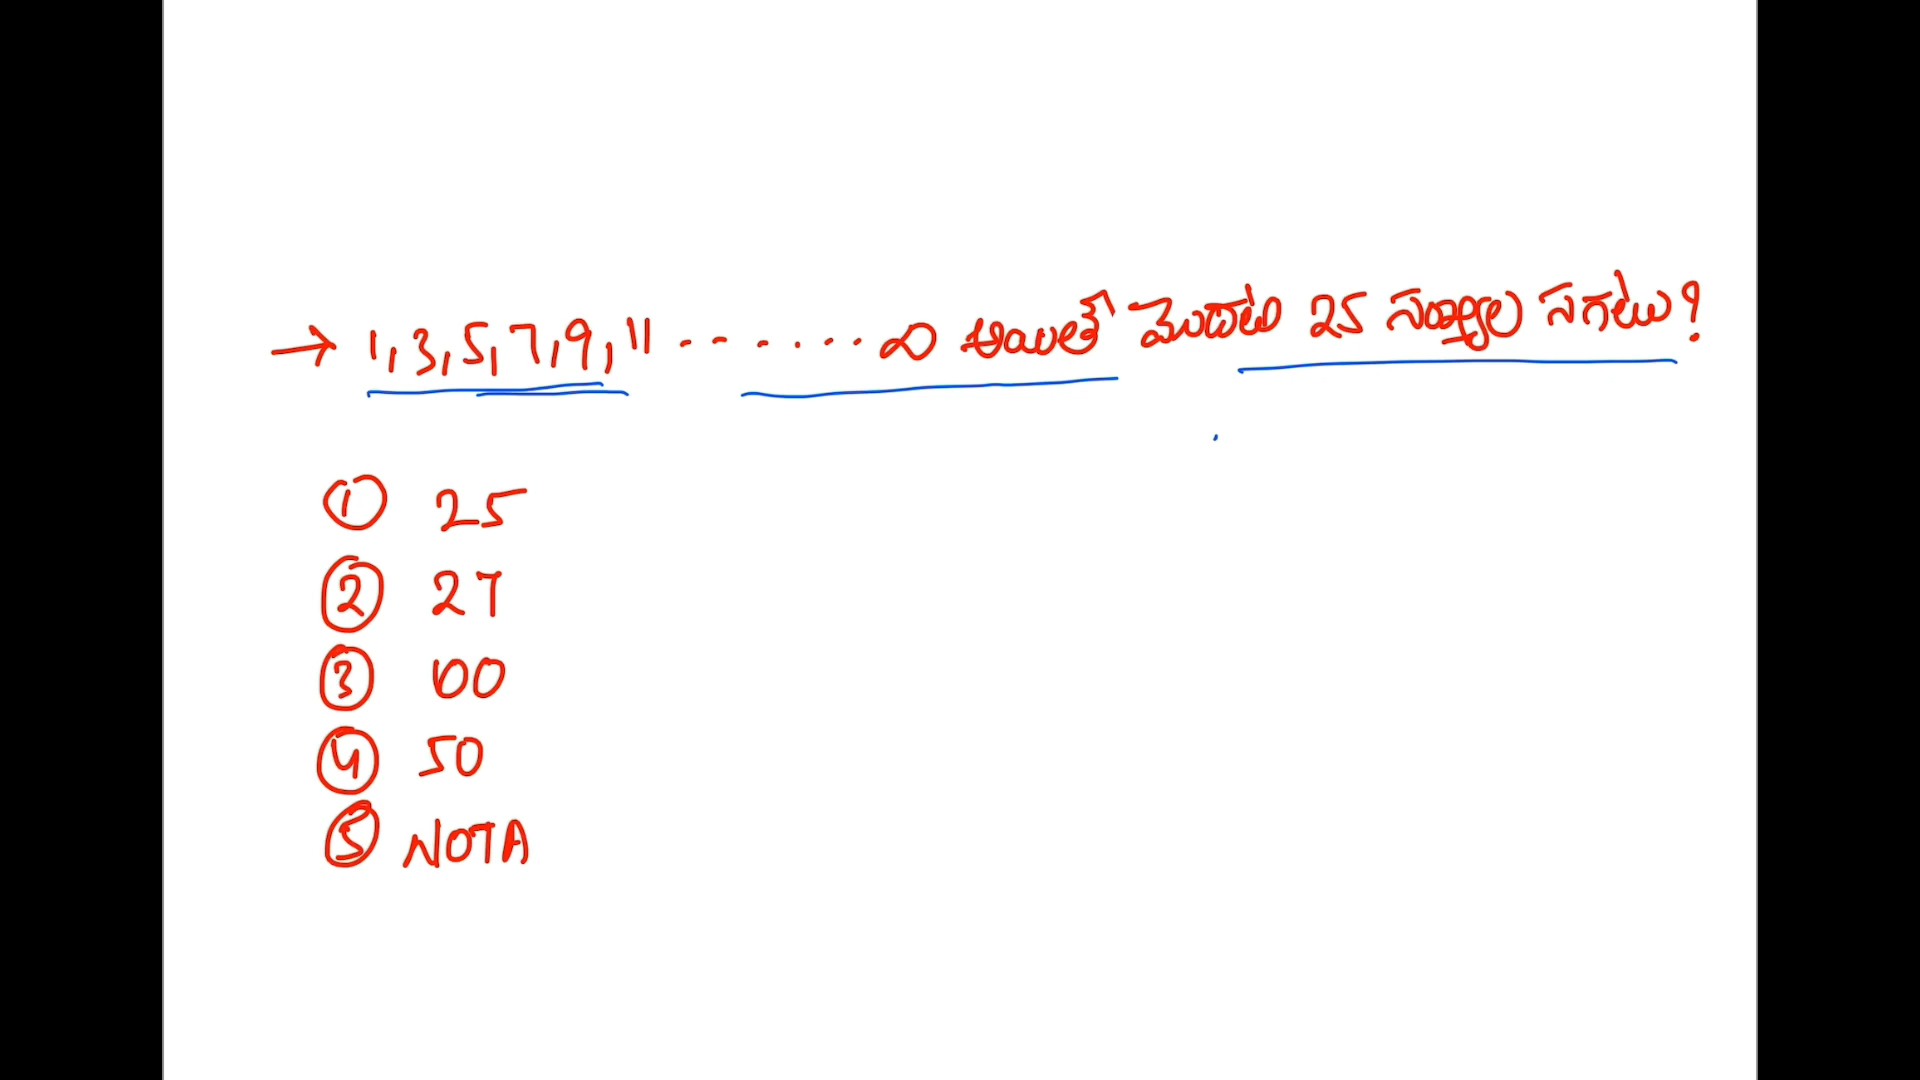 → 1, 3, 5, 7, 9, 11 . . . . . . . ∞ ಆದಾಗ ಮೊದಲ 25 ಸಂಖ್ಯೆಗಳ ಸರಾಸರಿ?
① 25
② 27
③ 100
④ 50
⑤ NOTA